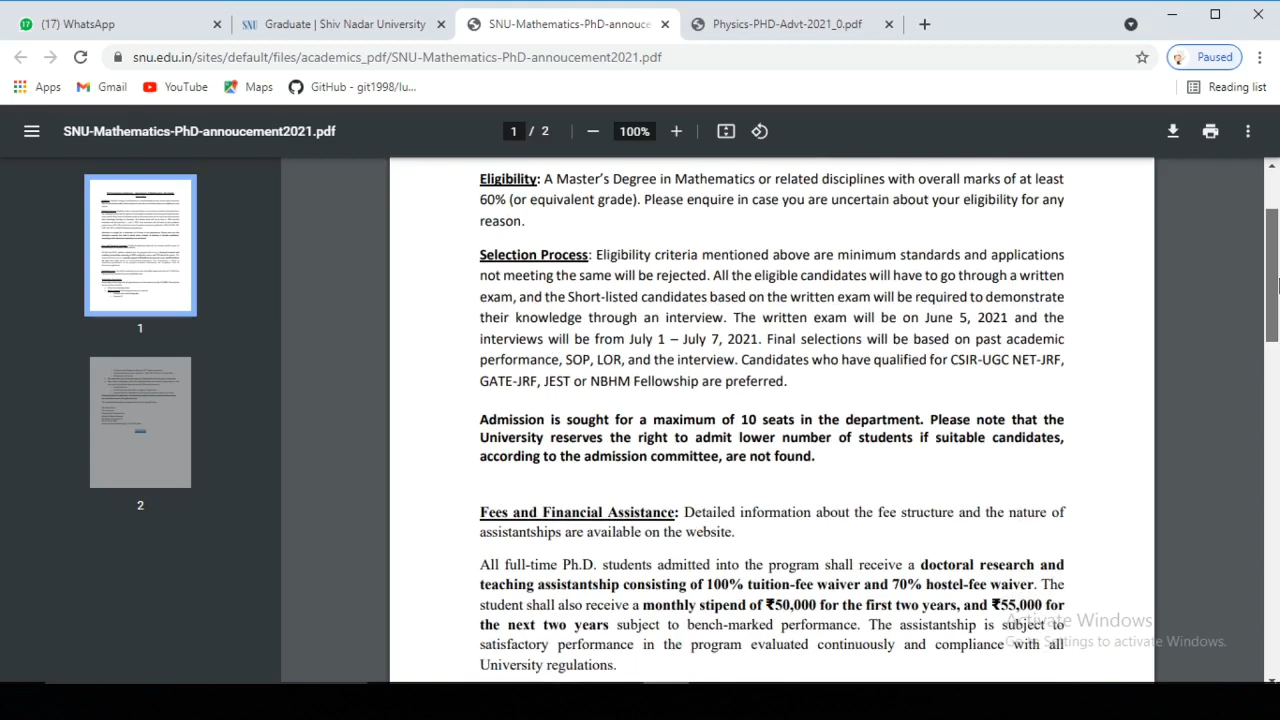 (17) WhatsApp
Graduate | Shiv Nadar University
SNU-Mathematics-PhD-annouce
Physics-PHD-Advt-2021_0.pdf
snu.edu.in/sites/default/files/academics_pdf/SNU-Mathematics-PhD-annoucement2021.pdf
Paused
Apps
Gmail
YouTube
Maps
GitHub - git1998/lu...
Reading list
SNU-Mathematics-PhD-annoucement2021.pdf
1 / 2
100%
Eligibility: A Master's Degree in Mathematics or related disciplines with overall marks of at least
60% (or equivalent grade). Please enquire in case you are uncertain about your eligibility for any
reason.
Selection Process: Eligibility criteria mentioned above are minimum standards and applications
not meeting the same will be rejected. All the eligible candidates will have to go through a written
exam, and the Short-listed candidates based on the written exam will be required to demonstrate
their knowledge through an interview. The written exam will be on June 5, 2021 and the
interviews will be from July 1 – July 7, 2021. Final selections will be based on past academic
performance, SOP, LOR, and the interview. Candidates who have qualified for CSIR-UGC NET-JRF,
GATE-JRF, JEST or NBHM Fellowship are preferred.
Admission is sought for a maximum of 10 seats in the department. Please note that the
University reserves the right to admit lower number of students if suitable candidates,
according to the admission committee, are not found.
Fees and Financial Assistance: Detailed information about the fee structure and the nature of
assistantships are available on the website.
All full-time Ph.D. students admitted into the program shall receive a doctoral research and
teaching assistantship consisting of 100% tuition-fee waiver and 70% hostel-fee waiver. The
student shall also receive a monthly stipend of ₹50,000 for the first two years, and ₹55,000 for
the next two years subject to bench-marked performance. The assistantship is subject to
satisfactory performance in the program evaluated continuously and compliance with all
University regulations.
Activate Windows
Go to Settings to activate Windows.
1
2